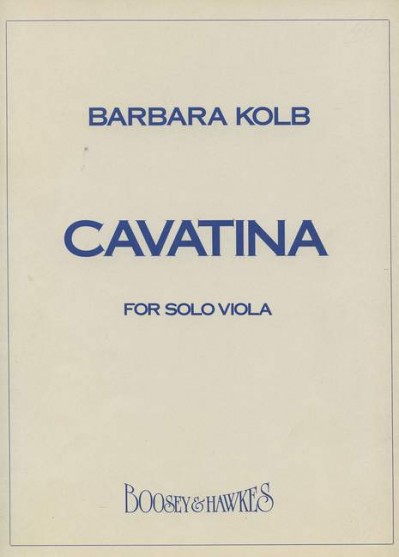 BARBARA KOLB
CAVATINA
FOR SOLO VIOLA
BOOSEY & HAWKES